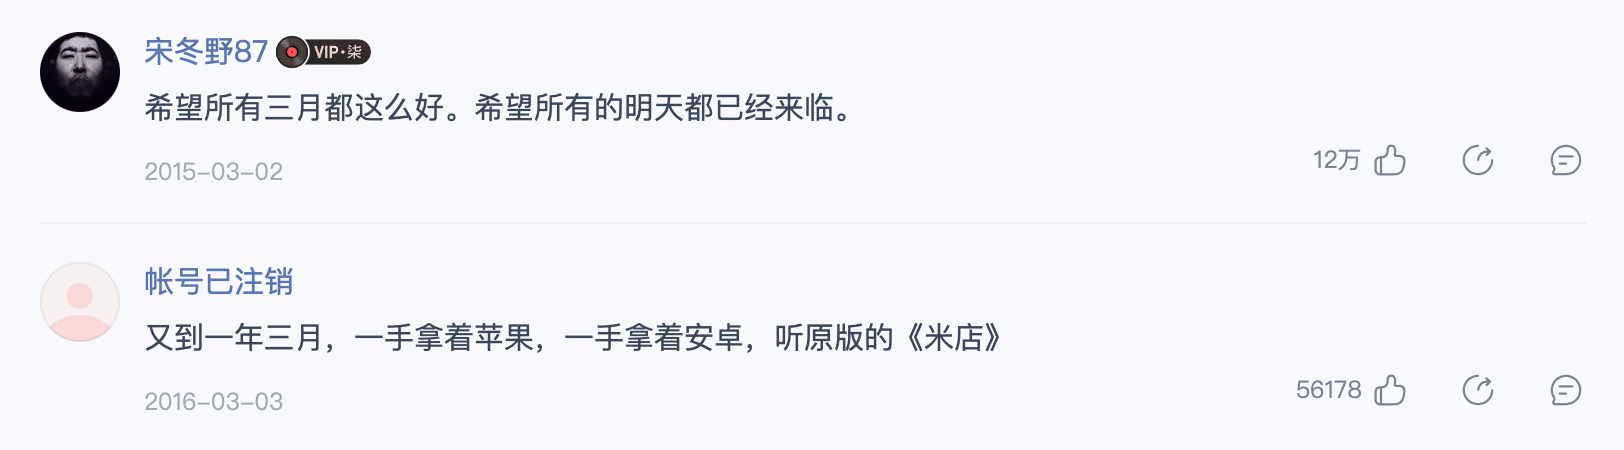 宋冬野87 VIP·柒
希望所有三月都这么好。希望所有的明天都已经来临。
2015-03-02
12万
帐号已注销
又到一年三月，一手拿着苹果，一手拿着安卓，听原版的《米店》
2016-03-03
56178